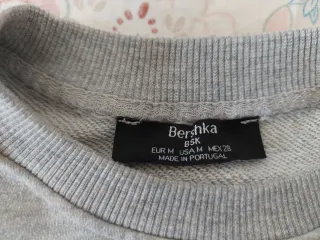 Bershka
BSK
EUR M USA M MEX 28
MADE IN PORTUGAL